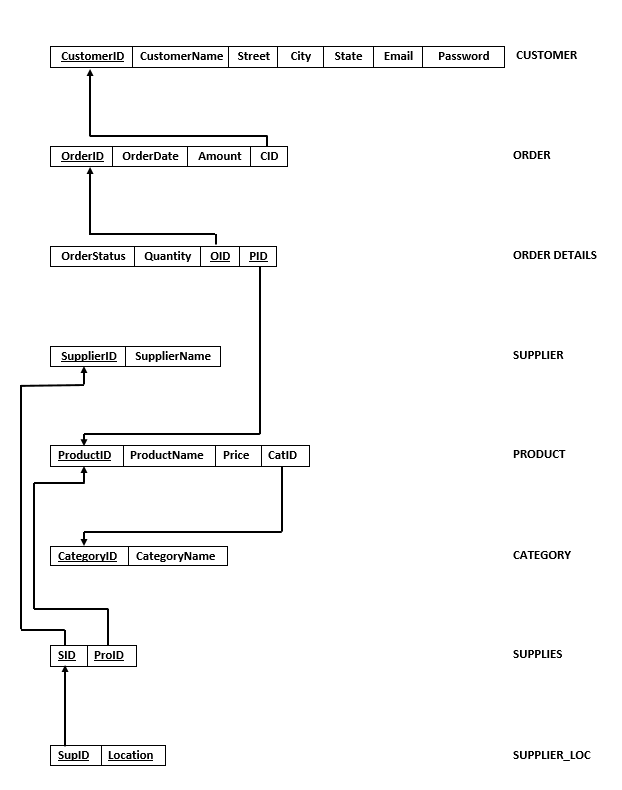 CustomerID CustomerName Street City State Email Password CUSTOMER
OrderID OrderDate Amount CID ORDER
OrderStatus Quantity OID PID ORDER DETAILS
SupplierID SupplierName SUPPLIER
ProductID ProductName Price CatID PRODUCT
CategoryID CategoryName CATEGORY
SID ProID SUPPLIES
SupID Location SUPPLIER_LOC